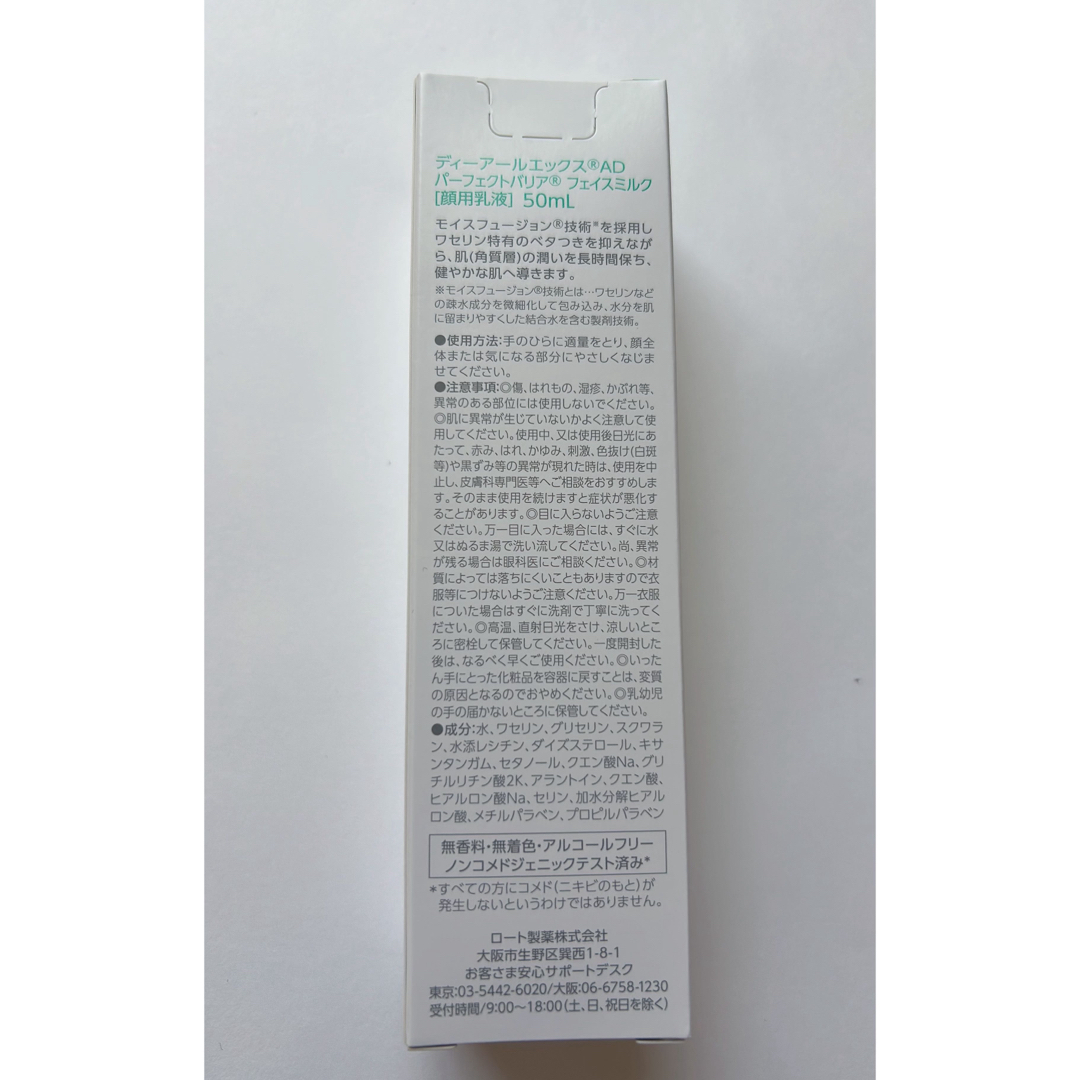 ディーアールエックス®AD
パーフェクトバリア® フェイスミルク
[顔用乳液] 50mL
モイスフュージョン®技術※を採用し
ワセリン特有のベタつきを抑えなが
ら、肌(角質層)の潤いを長時間保ち、
健やかな肌へ導きます。
※モイスフュージョン®技術とは…ワセリンなど
の疎水成分を微細化して包み込み、水分を肌
に留まりやすくした結合水を含む製剤技術。
●使用方法:手のひらに適量をとり、顔全
体または気になる部分にやさしくなじま
せてください。
●注意事項:◎傷、はれもの、湿疹、かぶれ等、
異常のある部位には使用しないでください。
◎肌に異常が生じていないかよく注意して使
用してください。使用中、又は使用後日光にあ
たって、赤み、はれ、かゆみ、刺激、色抜け(白斑
等)や黒ずみ等の異常が現れた時は、使用を中
止し、皮膚科専門医等へご相談をおすすめしま
す。そのまま使用を続けますと症状が悪化す
ることがあります。◎目に入らないようご注意
ください。万一目に入った場合には、すぐに水
又はぬるま湯で洗い流してください。尚、異常
が残る場合は眼科医にご相談ください。◎材
質によっては落ちにくいこともありますので衣
服等につけないようご注意ください。万一衣服
についた場合はすぐに洗剤で丁寧に洗ってく
ださい。◎高温、直射日光をさけ、涼しいとこ
ろに密栓して保管してください。一度開封した
後は、なるべく早くご使用ください。◎いった
ん手にとった化粧品を容器に戻すことは、変質
の原因となるのでおやめください。◎乳幼児
の手の届かないところに保管してください。
●成分:水、ワセリン、グリセリン、スクワラ
ン、水添レシチン、ダイズステロール、キサ
ンタンガム、セタノール、クエン酸Na、グリ
チルリチン酸2K、アラントイン、クエン酸、
ヒアルロン酸Na、セリン、加水分解ヒアル
ロン酸、メチルパラベン、プロピルパラベン
無香料・無着色・アルコールフリー
ノンコメドジェニックテスト済み*
*すべての方にコメド(ニキビのもと)が
発生しないというわけではありません。
ロート製薬株式会社
大阪市生野区巽西1-8-1
お客さま安心サポートデスク
東京:03-5442-6020/大阪:06-6758-1230
受付時間/9:00〜18:00(土、日、祝日を除く)